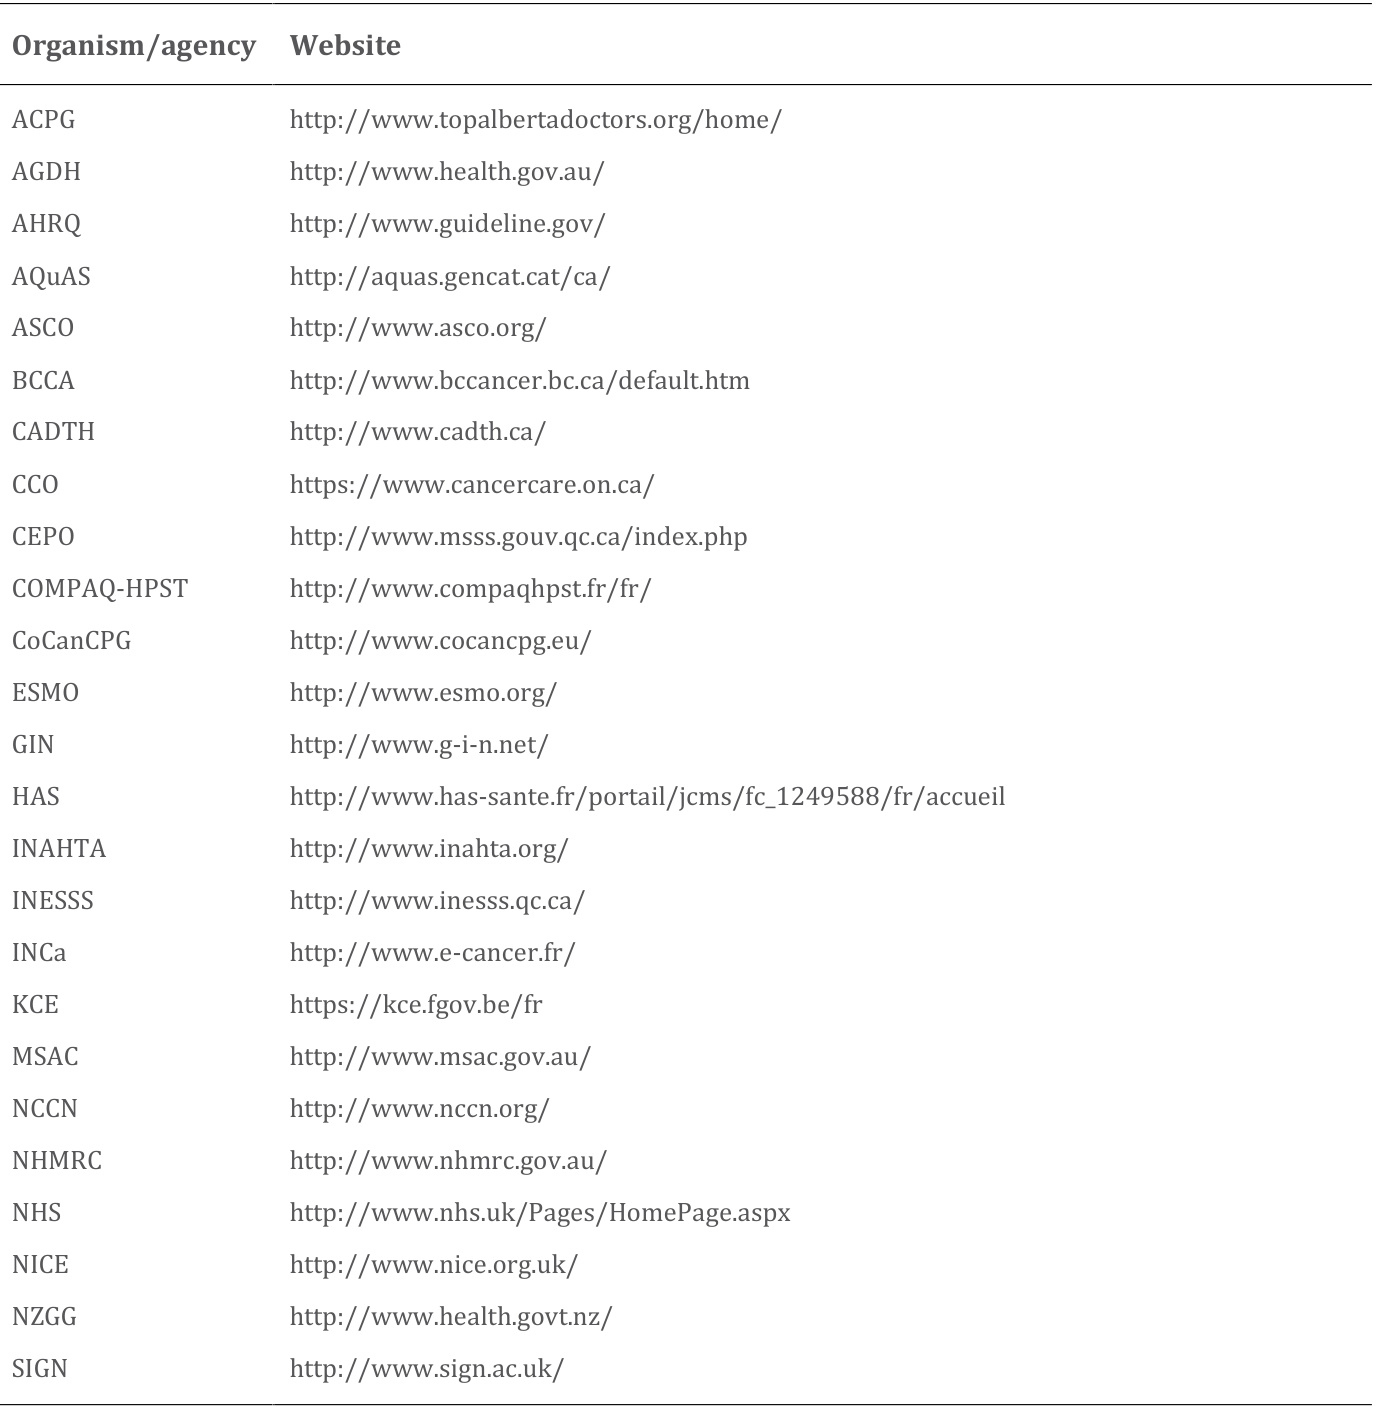 Organism/agency Website
ACPG http://www.topalbertadoctors.org/home/
AGDH http://www.health.gov.au/
AHRQ http://www.guideline.gov/
AQuAS http://aquas.gencat.cat/ca/
ASCO http://www.asco.org/
BCCA http://www.bccancer.bc.ca/default.htm
CADTH http://www.cadth.ca/
CCO https://www.cancercare.on.ca/
CEPO http://www.msss.gouv.qc.ca/index.php
COMPAQ-HPST http://www.compaqhpst.fr/fr/
CoCanCPG http://www.cocancpg.eu/
ESMO http://www.esmo.org/
GIN http://www.g-i-n.net/
HAS http://www.has-sante.fr/portail/jcms/fc_1249588/fr/accueil
INAHTA http://www.inahta.org/
INESSS http://www.inesss.qc.ca/
INCa http://www.e-cancer.fr/
KCE https://kce.fgov.be/fr
MSAC http://www.msac.gov.au/
NCCN http://www.nccn.org/
NHMRC http://www.nhmrc.gov.au/
NHS http://www.nhs.uk/Pages/HomePage.aspx
NICE http://www.nice.org.uk/
NZGG http://www.health.govt.nz/
SIGN http://www.sign.ac.uk/